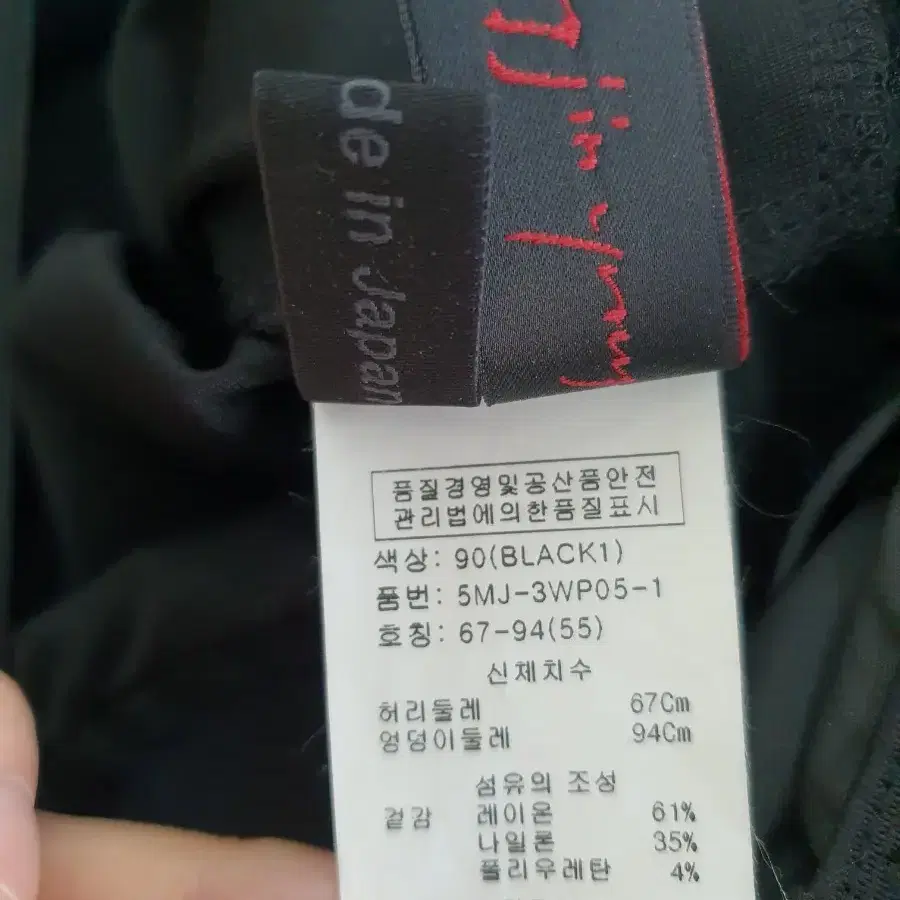 de in Japan
jin young
품질경영및공산품안전
관리법에의한품질표시
색상: 90(BLACK1)
품번: 5MJ-3WP05-1
호칭: 67-94(55)
신체치수
허리둘레 67Cm
엉덩이둘레 94Cm
섬유의 조성
겉감 레이온 61%
나일론 35%
폴리우레탄 4%